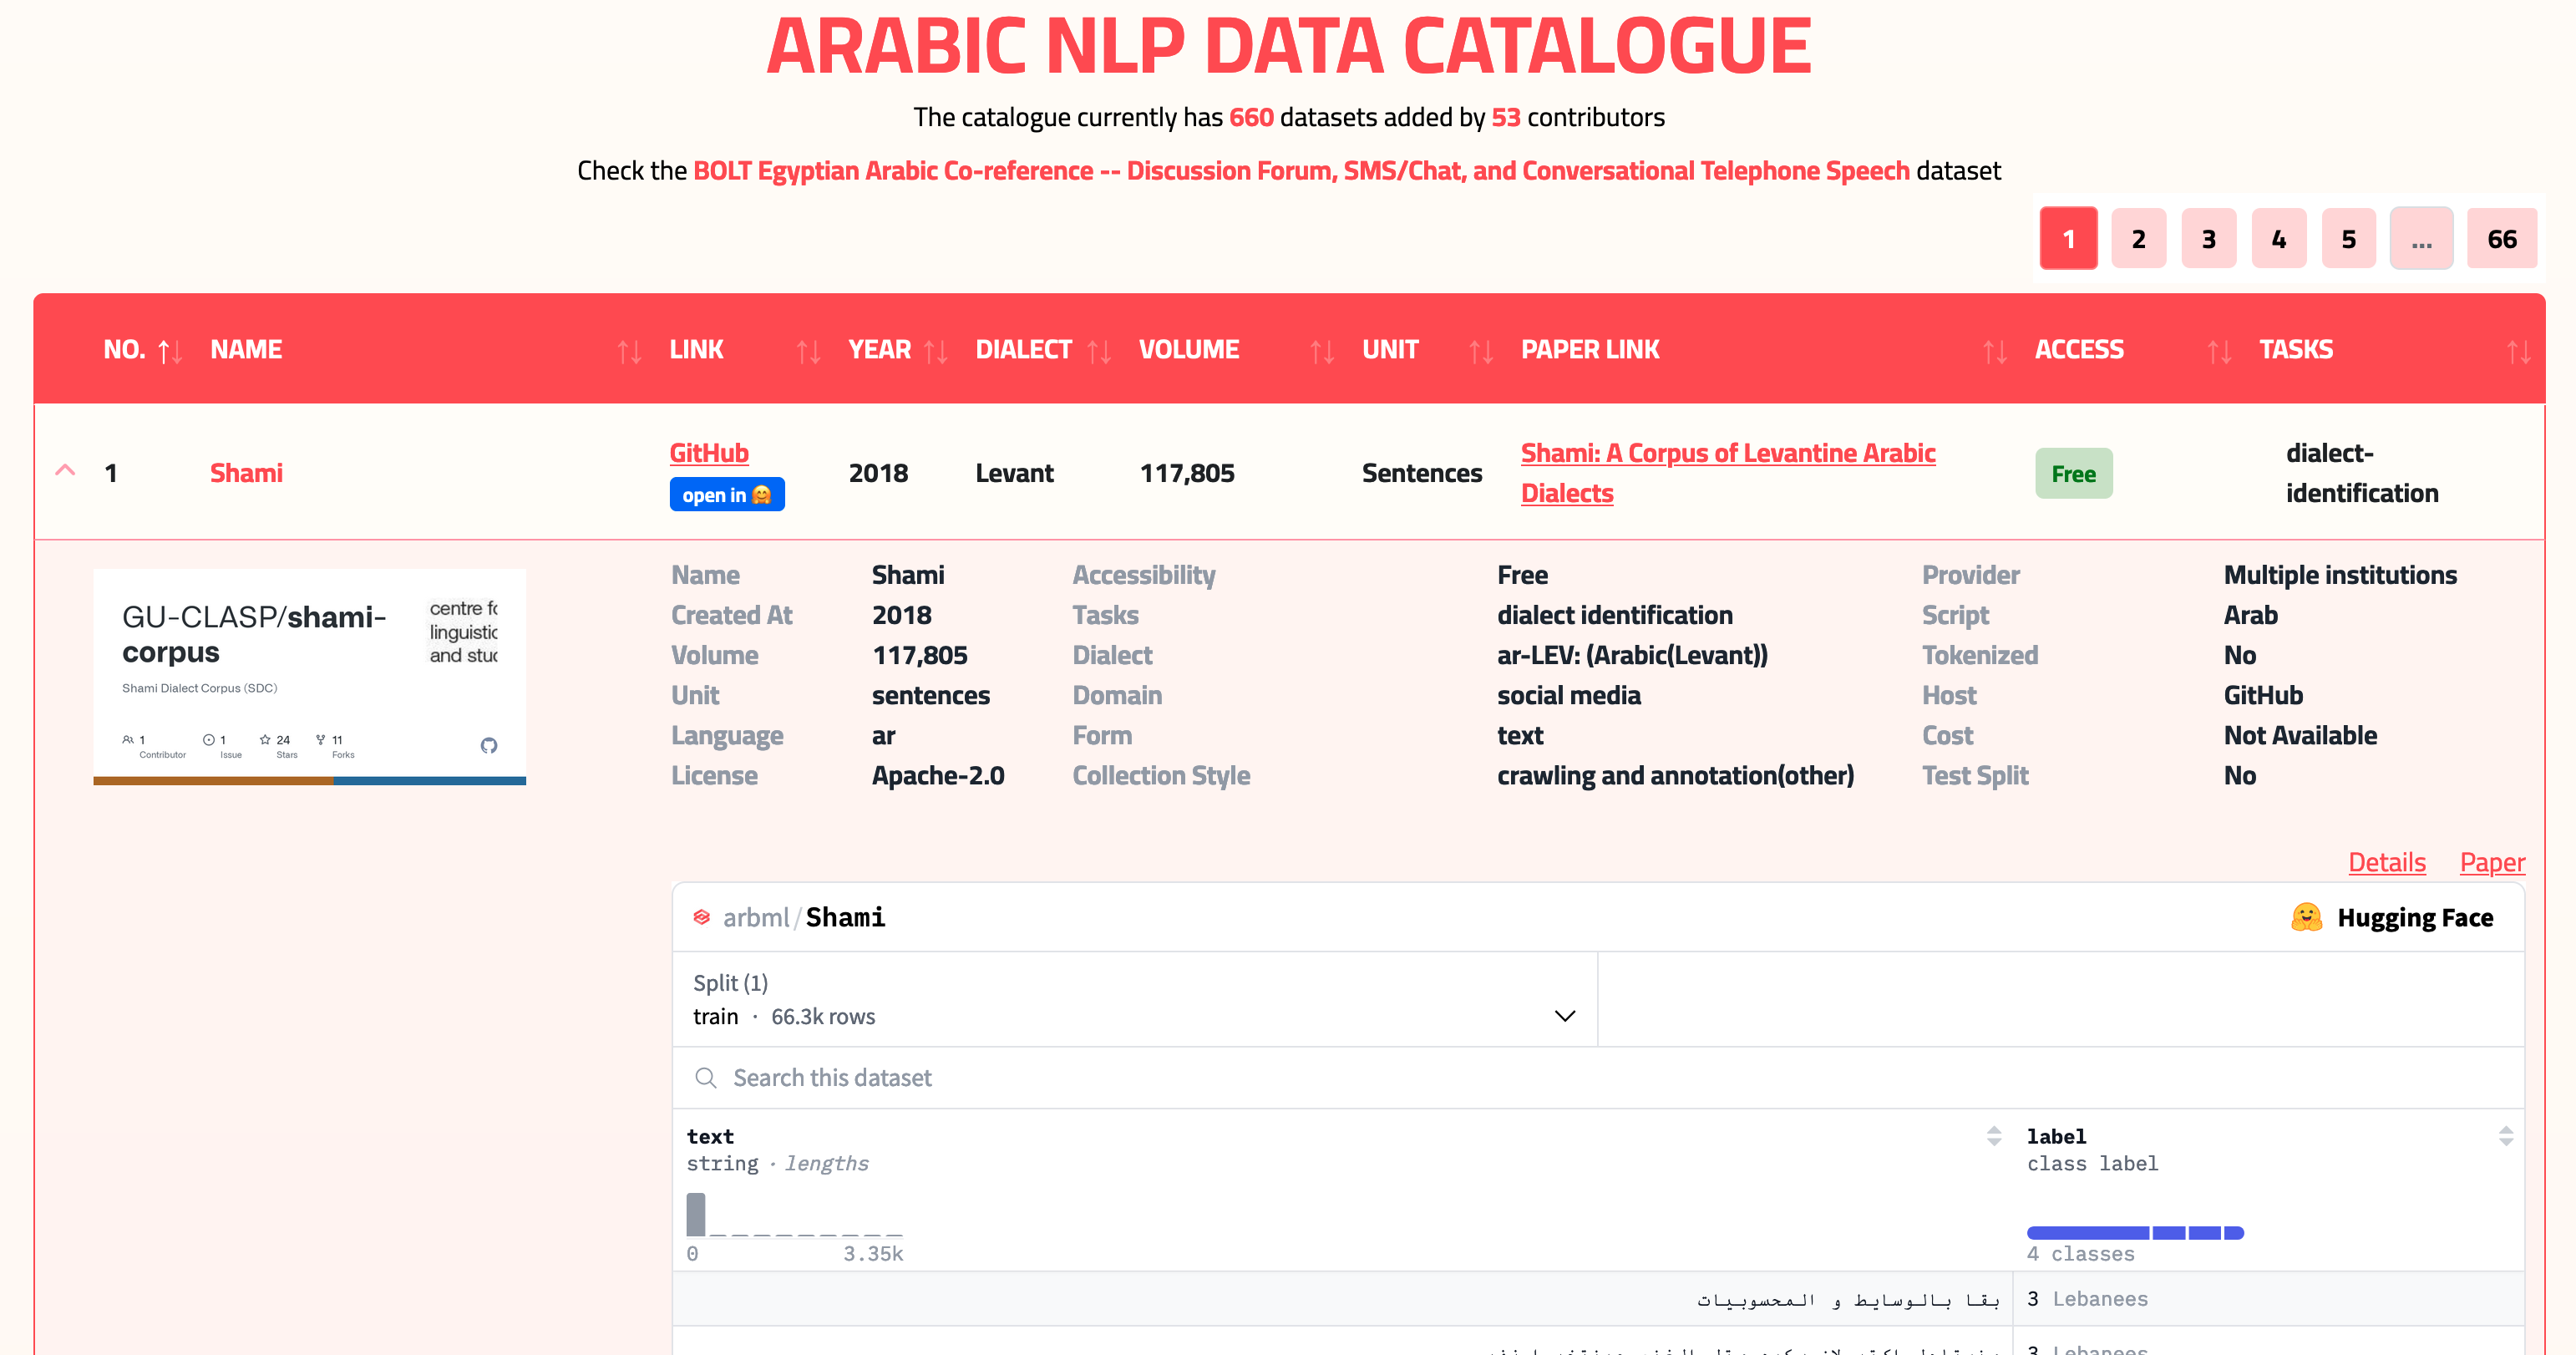 ARABIC NLP DATA CATALOGUE
The catalogue currently has 660 datasets added by 53 contributors
Check the BOLT Egyptian Arabic Co-reference -- Discussion Forum, SMS/Chat, and Conversational Telephone Speech dataset
1 2 3 4 5 ... 66
NO. NAME LINK YEAR DIALECT VOLUME UNIT PAPER LINK ACCESS TASKS
1 Shami GitHub open in 🤗 2018 Levant 117,805 Sentences Shami: A Corpus of Levantine Arabic Dialects Free dialect-identification
GU-CLASP/shami-
corpus
Shami Dialect Corpus (SDC)
centre fo
linguistic
and stud
1 Contributor 1 Issue 24 Stars 11 Forks
Name Shami Accessibility Free Provider Multiple institutions
Created At 2018 Tasks dialect identification Script Arab
Volume 117,805 Dialect ar-LEV: (Arabic(Levant)) Tokenized No
Unit sentences Domain social media Host GitHub
Language ar Form text Cost Not Available
License Apache-2.0 Collection Style crawling and annotation(other) Test Split No
Details Paper
arbml/Shami 🤗 Hugging Face
Split (1)
train · 66.3k rows
Search this dataset
text label
string · lengths class label
0 3.35k 4 classes
بقا بالوسايط و المحسوبيات 3 Lebanees
3 Lebanees